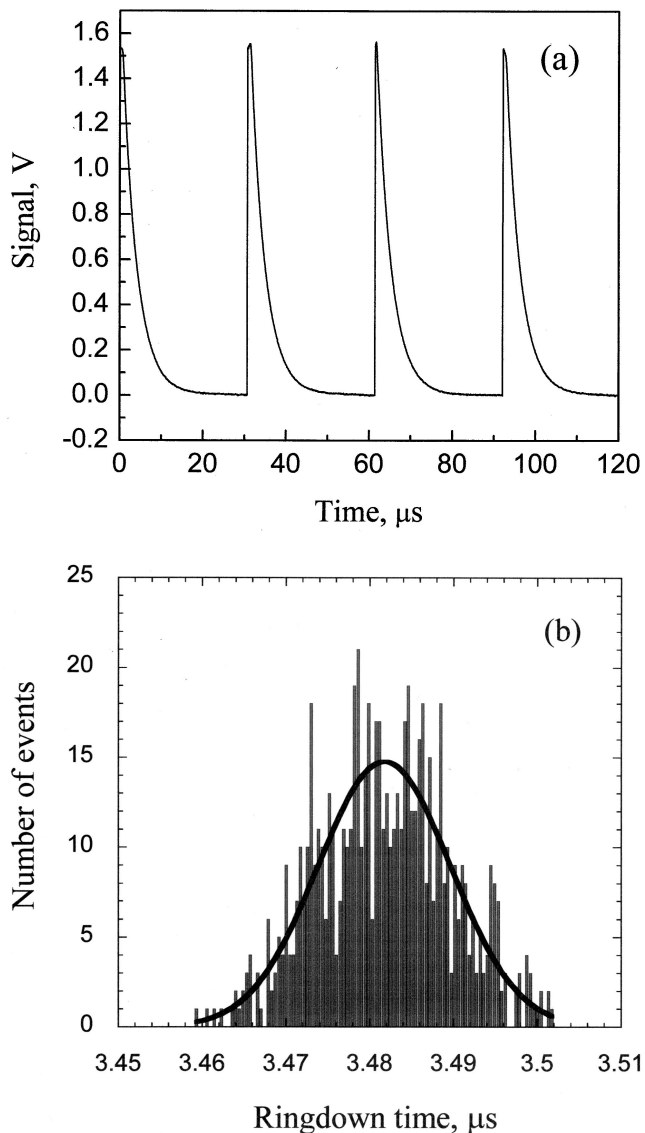 (a)
Signal, V
1.6
1.4
1.2
1.0
0.8
0.6
0.4
0.2
0.0
-0.2
0 20 40 60 80 100 120
Time, μs
(b)
Number of events
25
20
15
10
5
0
3.45 3.46 3.47 3.48 3.49 3.5 3.51
Ringdown time, μs